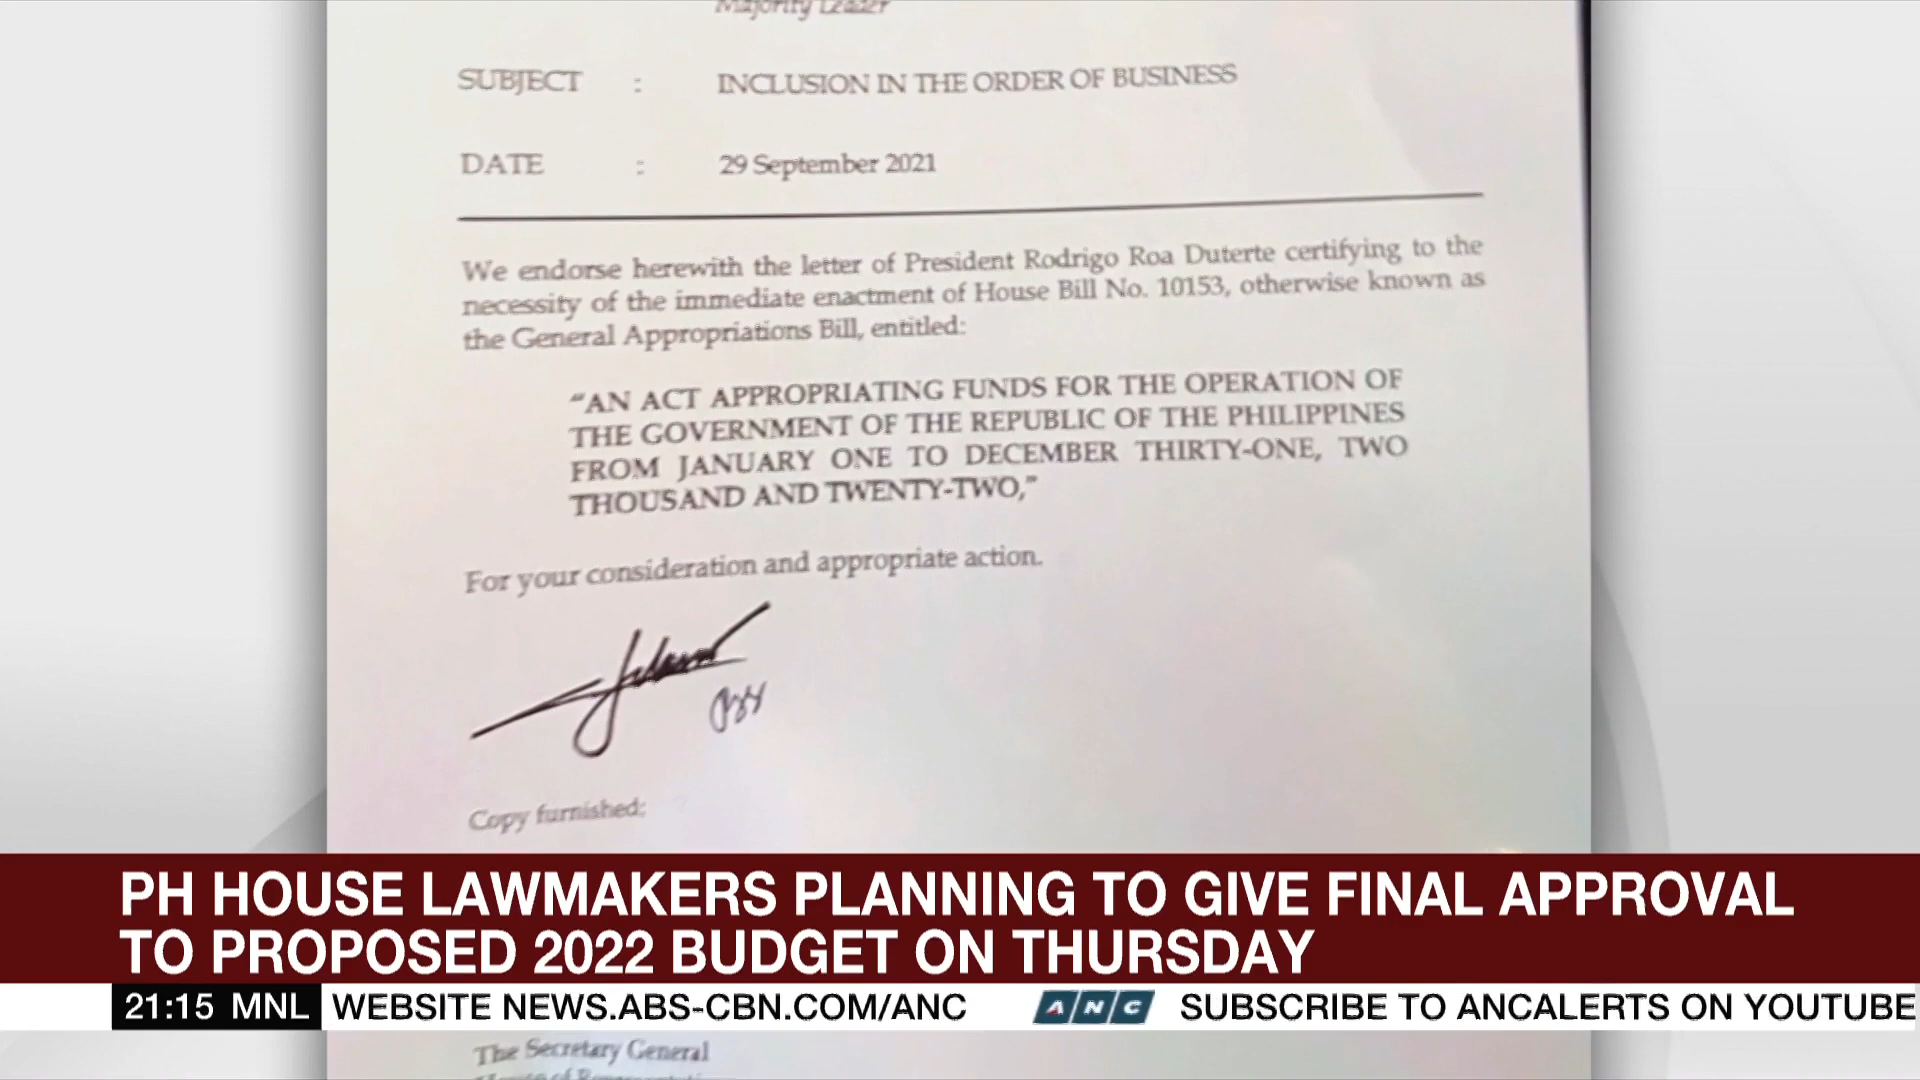 Majority Leader
SUBJECT : INCLUSION IN THE ORDER OF BUSINESS
DATE : 29 September 2021
We endorse herewith the letter of President Rodrigo Roa Duterte certifying to the
necessity of the immediate enactment of House Bill No. 10153, otherwise known as
the General Appropriations Bill, entitled:
“AN ACT APPROPRIATING FUNDS FOR THE OPERATION OF
THE GOVERNMENT OF THE REPUBLIC OF THE PHILIPPINES
FROM JANUARY ONE TO DECEMBER THIRTY-ONE, TWO
THOUSAND AND TWENTY-TWO,”
For your consideration and appropriate action.
Copy furnished:
PH HOUSE LAWMAKERS PLANNING TO GIVE FINAL APPROVAL
TO PROPOSED 2022 BUDGET ON THURSDAY
21:15 MNL WEBSITE NEWS.ABS-CBN.COM/ANC ANC SUBSCRIBE TO ANCALERTS ON YOUTUBE
The Secretary General